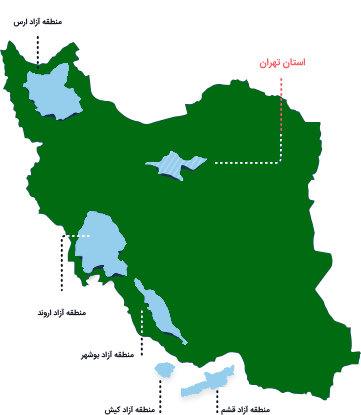 منطقه آزاد ارس
استان تهران
منطقه آزاد اروند
منطقه آزاد بوشهر
منطقه آزاد کیش
منطقه آزاد قشم